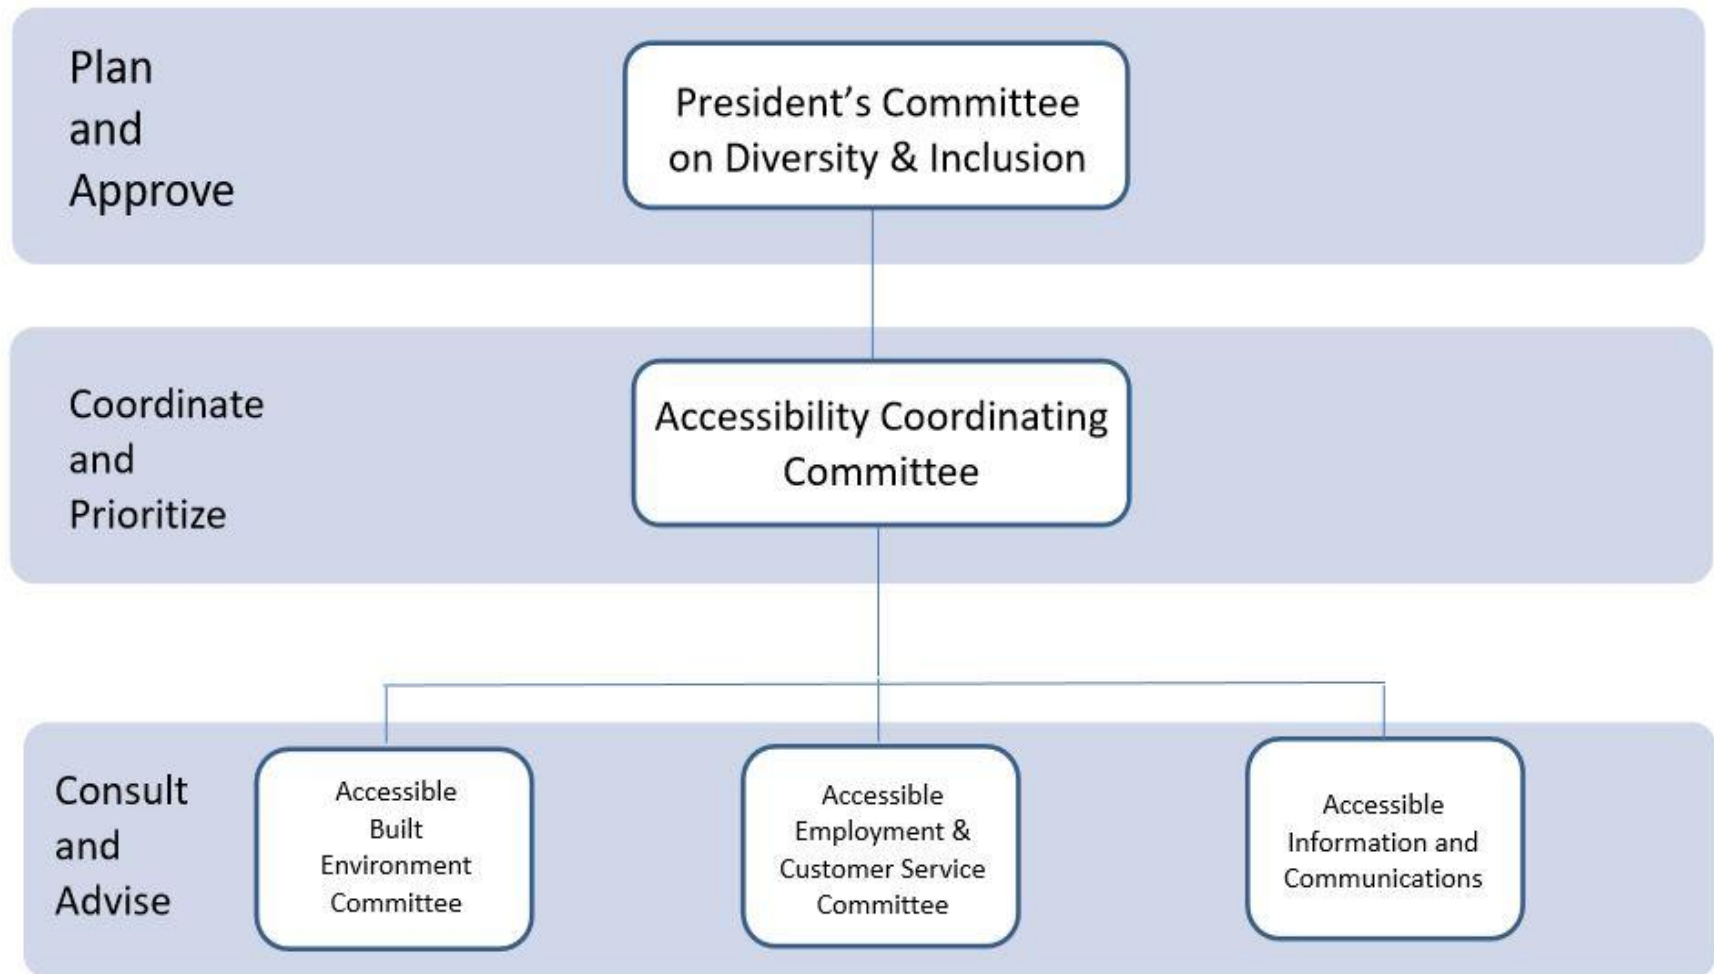 Plan
and
Approve
President’s Committee
on Diversity & Inclusion
Coordinate
and
Prioritize
Accessibility Coordinating
Committee
Consult
and
Advise
Accessible
Built
Environment
Committee
Accessible
Employment &
Customer Service
Committee
Accessible
Information and
Communications